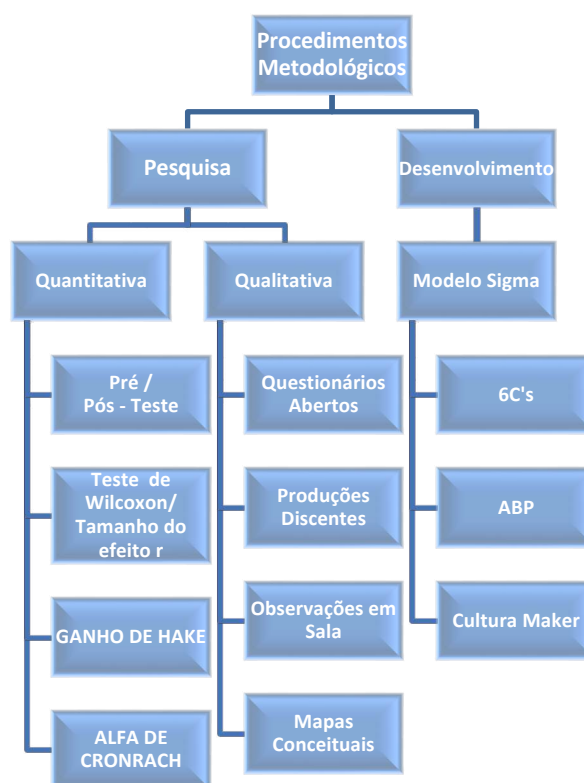 Procedimentos
Metodológicos
Pesquisa
Desenvolvimento
Quantitativa
Qualitativa
Modelo Sigma
Pré /
Pós - Teste
Questionários
Abertos
6C's
Teste de
Wilcoxon/
Tamanho do
efeito r
Produções
Discentes
ABP
GANHO DE HAKE
Observações em
Sala
Cultura Maker
ALFA DE
CRONRACH
Mapas
Conceituais